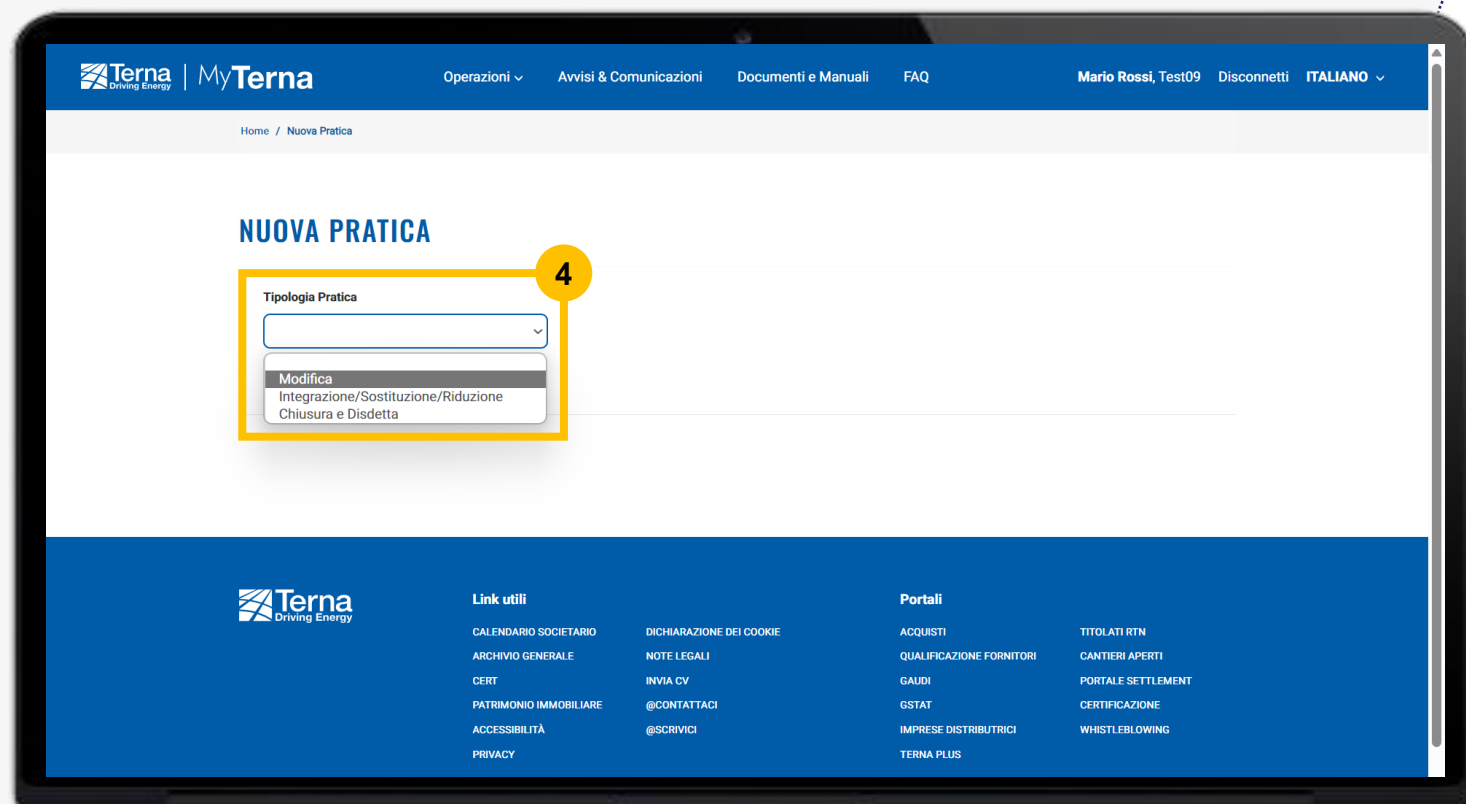 Terna
Driving Energy
MyTerna
Operazioni
Avvisi & Comunicazioni
Documenti e Manuali
FAQ
Mario Rossi, Test09
Disconnetti
ITALIANO
Home / Nuova Pratica
NUOVA PRATICA
4
Tipologia Pratica
Modifica
Integrazione/Sostituzione/Riduzione
Chiusura e Disdetta
Terna
Driving Energy
Link utili
CALENDARIO SOCIETARIO
ARCHIVIO GENERALE
CERT
PATRIMONIO IMMOBILIARE
ACCESSIBILITÀ
PRIVACY
DICHIARAZIONE DEI COOKIE
NOTE LEGALI
INVIA CV
@CONTATTACI
@SCRIVICI
Portali
ACQUISTI
QUALIFICAZIONE FORNITORI
GAUDI
GSTAT
IMPRESE DISTRIBUTRICI
TERNA PLUS
TITOLATI RTN
CANTIERI APERTI
PORTALE SETTLEMENT
CERTIFICAZIONE
WHISTLEBLOWING